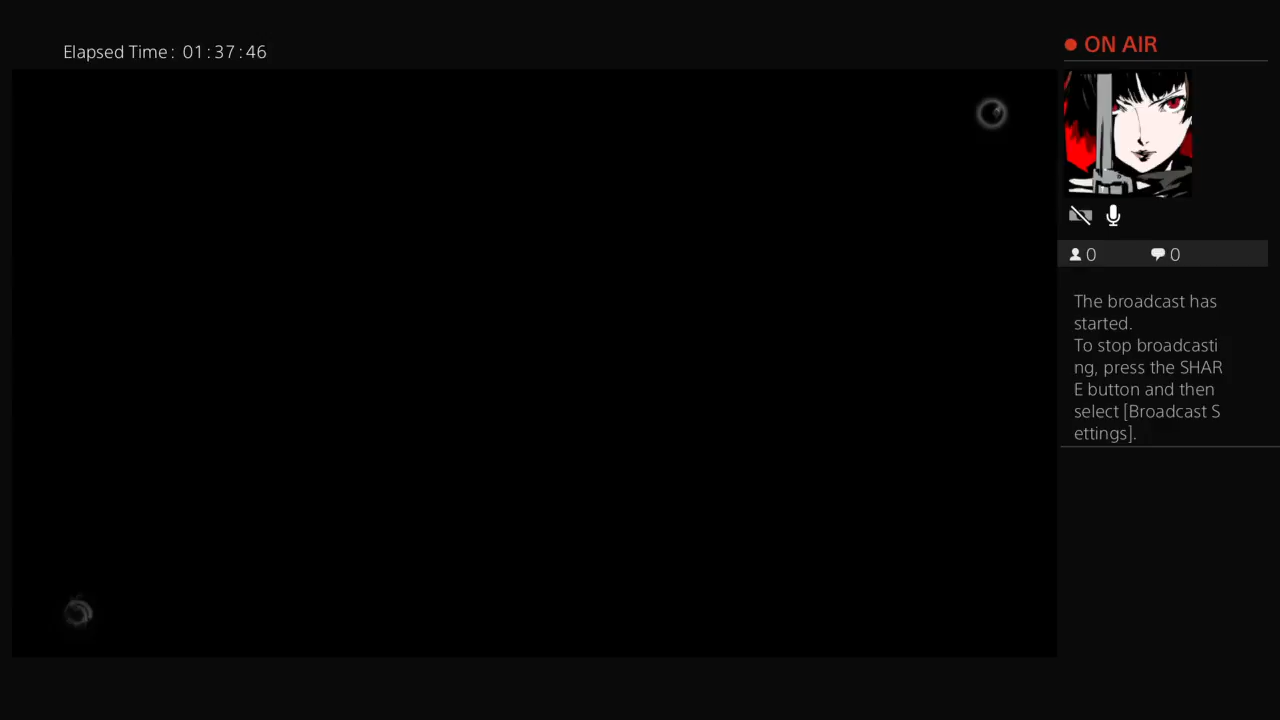 Elapsed Time: 01:37:46
ON AIR
0 0
The broadcast has
started.
To stop broadcasti
ng, press the SHAR
E button and then
select [Broadcast S
ettings].